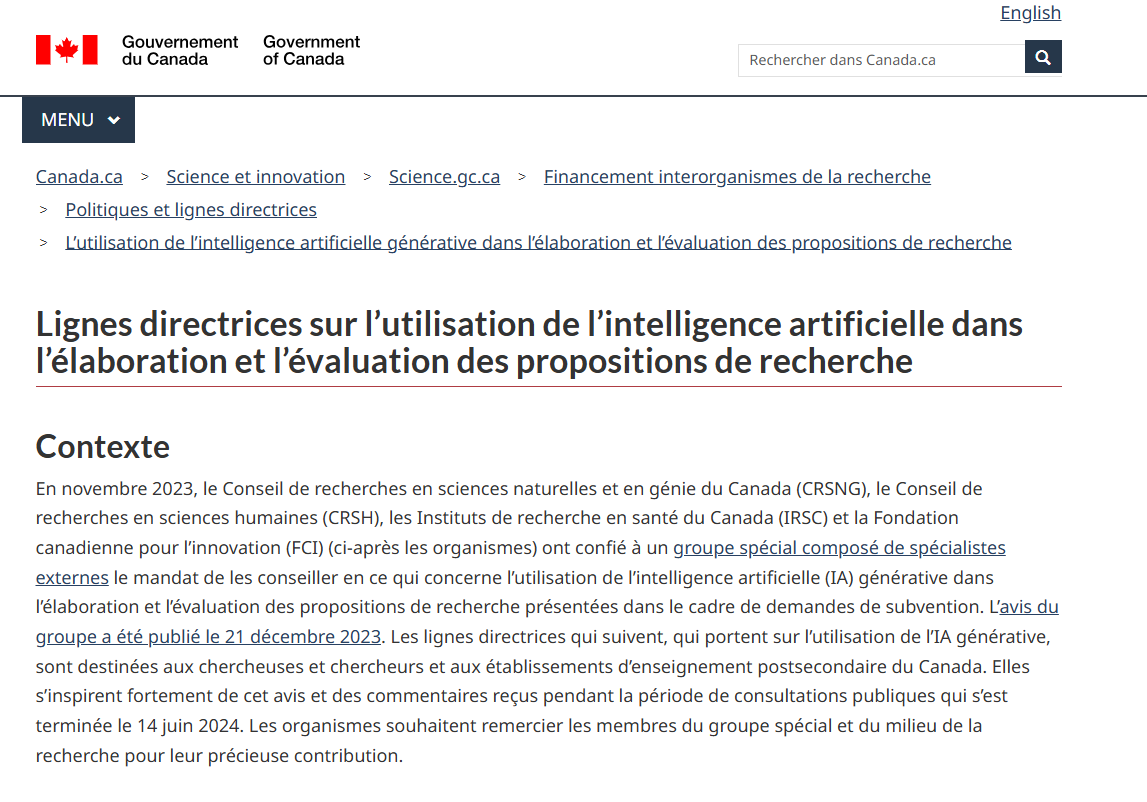 English
Gouvernement du Canada
Government of Canada
Rechercher dans Canada.ca
MENU
Canada.ca > Science et innovation > Science.gc.ca > Financement interorganismes de la recherche
> Politiques et lignes directrices
> L’utilisation de l’intelligence artificielle générative dans l’élaboration et l’évaluation des propositions de recherche
Lignes directrices sur l’utilisation de l’intelligence artificielle dans
l’élaboration et l’évaluation des propositions de recherche
Contexte
En novembre 2023, le Conseil de recherches en sciences naturelles et en génie du Canada (CRSNG), le Conseil de
recherches en sciences humaines (CRSH), les Instituts de recherche en santé du Canada (IRSC) et la Fondation
canadienne pour l’innovation (FCI) (ci-après les organismes) ont confié à un groupe spécial composé de spécialistes
externes le mandat de les conseiller en ce qui concerne l’utilisation de l’intelligence artificielle (IA) générative dans
l’élaboration et l’évaluation des propositions de recherche présentées dans le cadre de demandes de subvention. L’avis du
groupe a été publié le 21 décembre 2023. Les lignes directrices qui suivent, qui portent sur l’utilisation de l’IA générative,
sont destinées aux chercheuses et chercheurs et aux établissements d’enseignement postsecondaire du Canada. Elles
s’inspirent fortement de cet avis et des commentaires reçus pendant la période de consultations publiques qui s’est
terminée le 14 juin 2024. Les organismes souhaitent remercier les membres du groupe spécial et du milieu de la
recherche pour leur précieuse contribution.